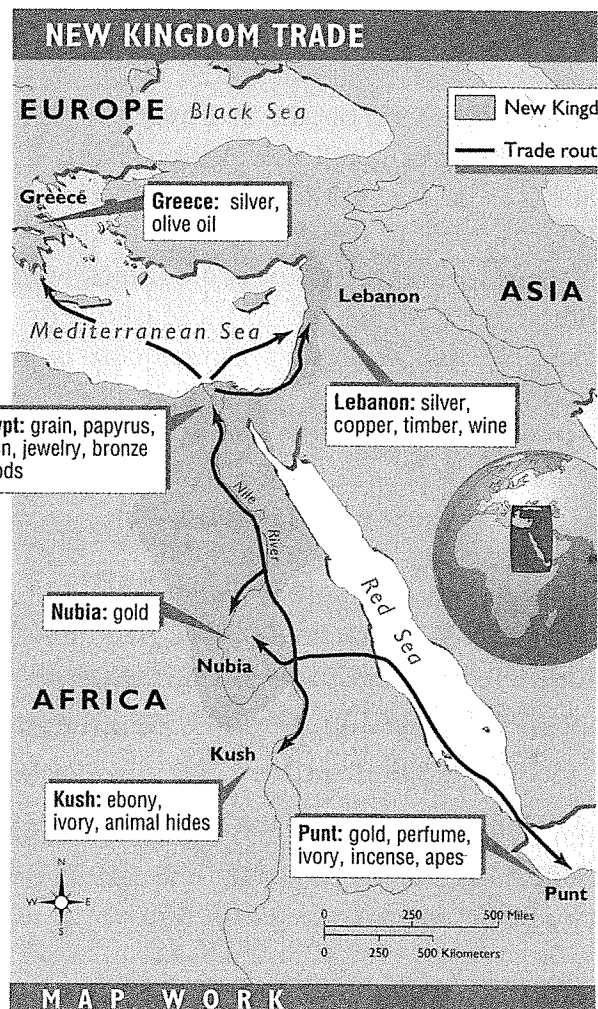 NEW KINGDOM TRADE
EUROPE
Black Sea
New Kingd
Trade rout
Greece
Greece: silver,
olive oil
Lebanon
ASIA
Mediterranean Sea
Lebanon: silver,
copper, timber, wine
ypt: grain, papyrus,
n, jewelry, bronze
ods
Nile
River
Red Sea
Nubia: gold
Nubia
AFRICA
Kush
Kush: ebony,
ivory, animal hides
Punt: gold, perfume,
ivory, incense, apes
Punt
N
W E
S
0 250 500 Miles
0 250 500 Kilometers
MAP WORK